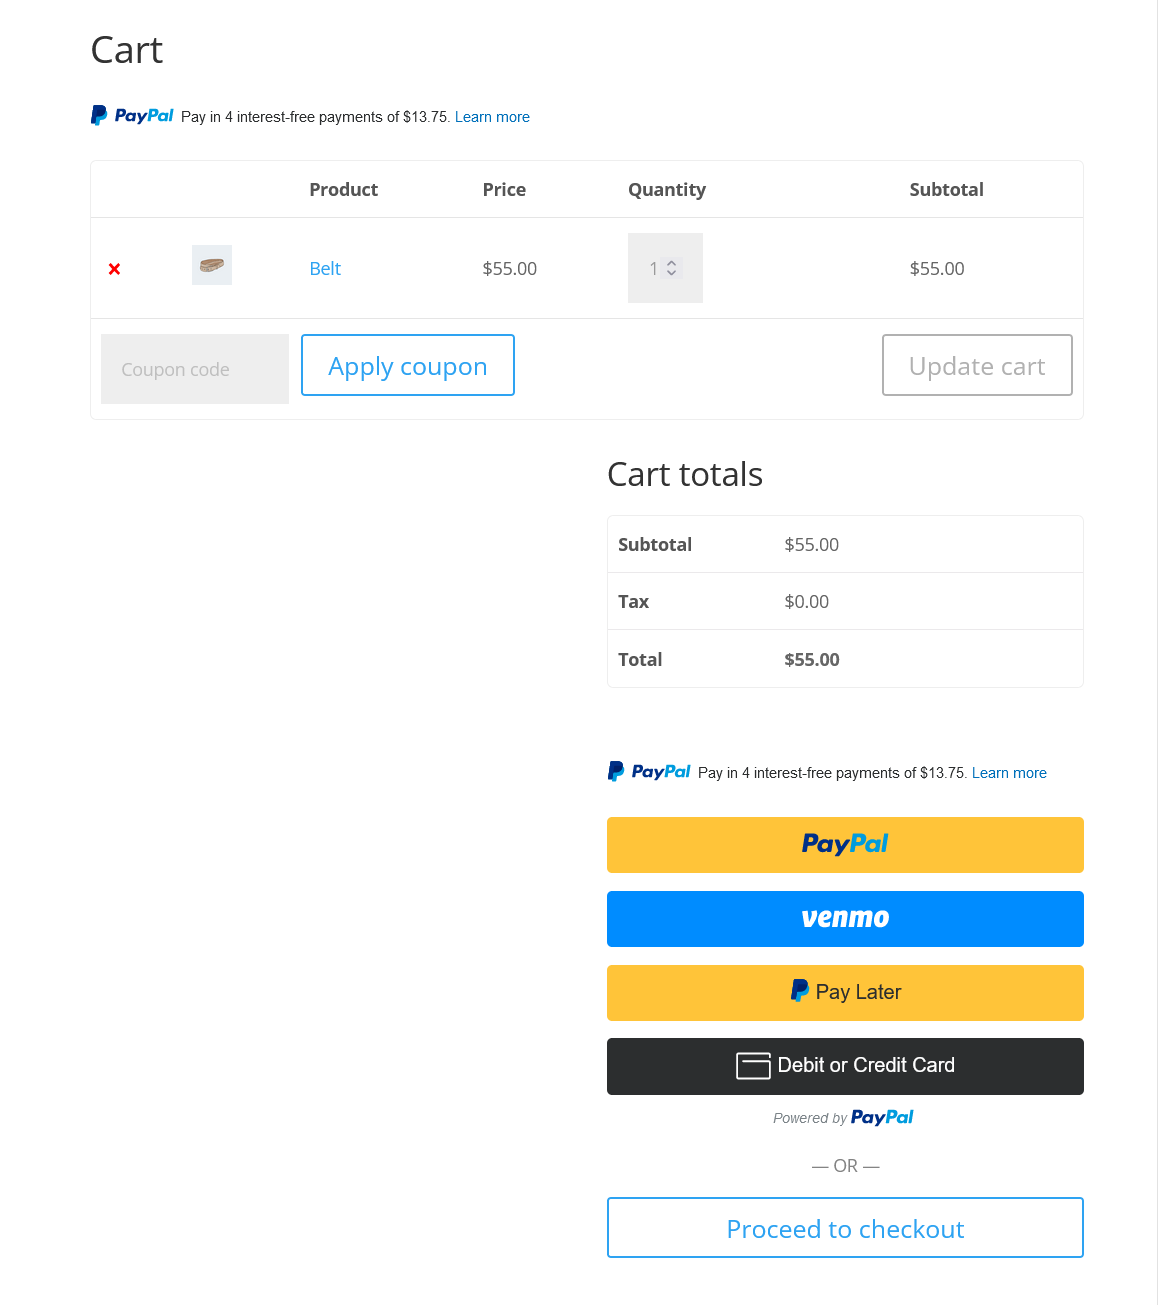 Cart
PayPal Pay in 4 interest-free payments of $13.75. Learn more
Product Price Quantity Subtotal
× Belt $55.00 1 $55.00
Coupon code Apply coupon Update cart
Cart totals
Subtotal $55.00
Tax $0.00
Total $55.00
PayPal Pay in 4 interest-free payments of $13.75. Learn more
PayPal
venmo
Pay Later
Debit or Credit Card
Powered by PayPal
— OR —
Proceed to checkout